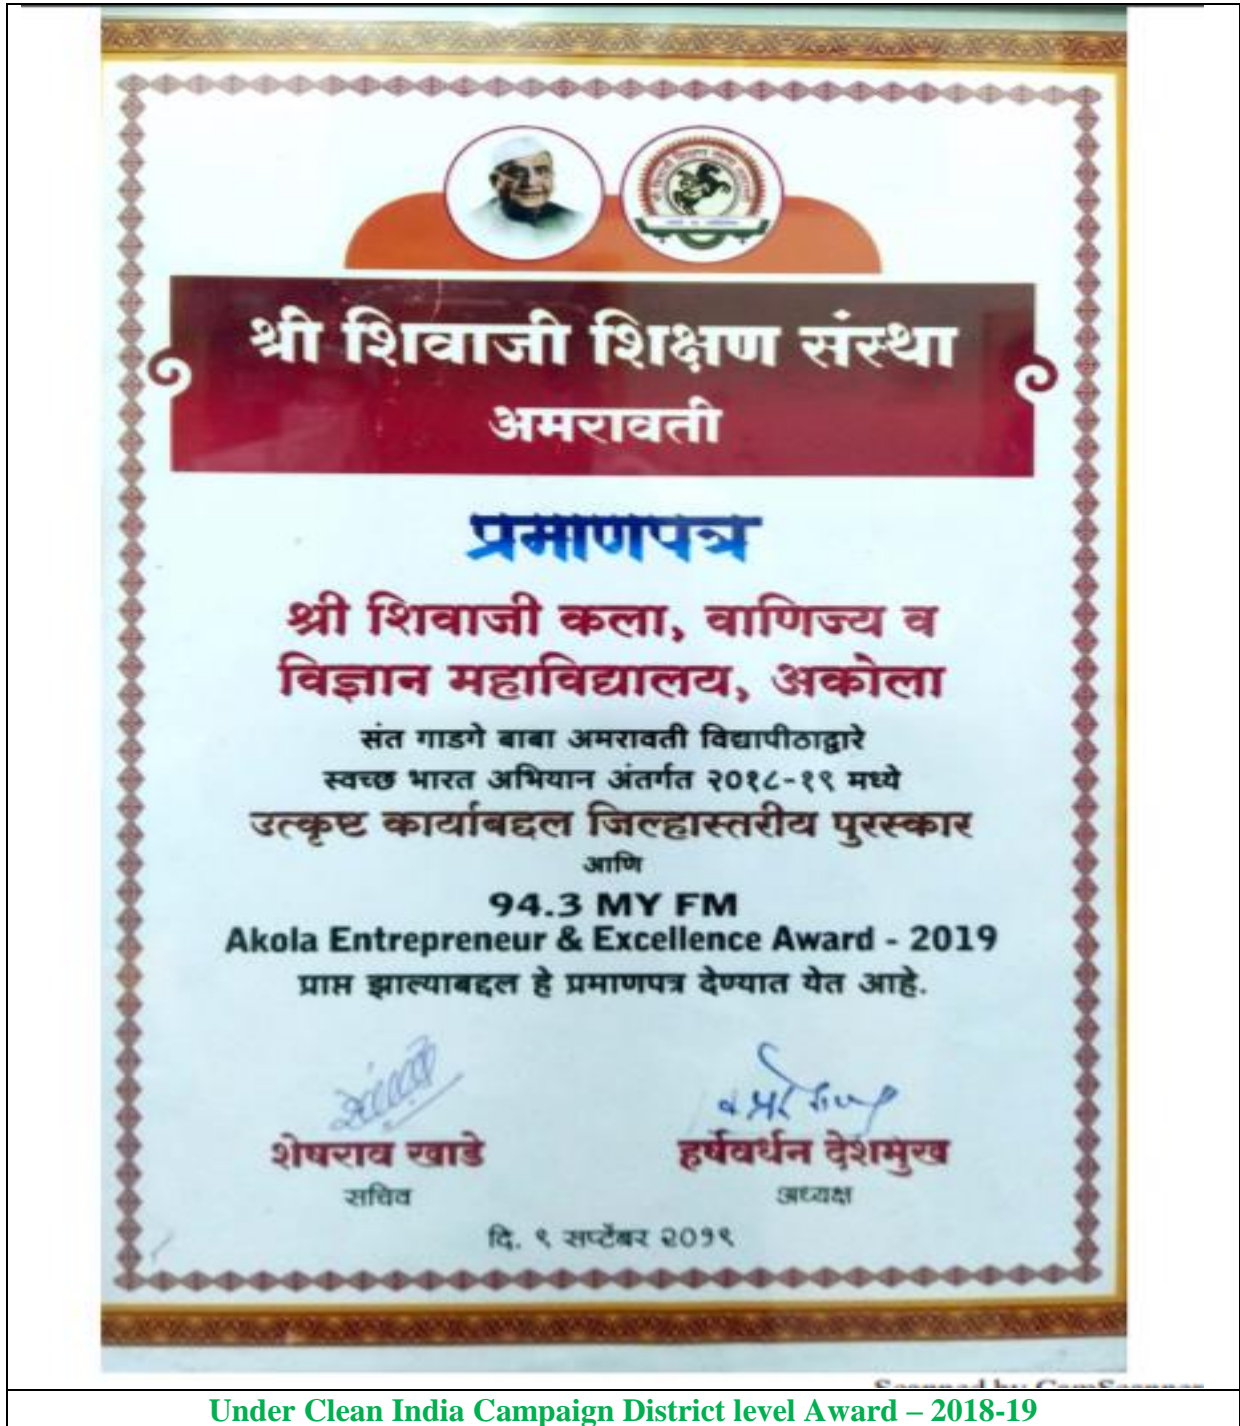 श्री शिवाजी शिक्षण संस्था
अमरावती
प्रमाणपत्र
श्री शिवाजी कला, वाणिज्य व
विज्ञान महाविद्यालय, अकोला
संत गाडगे बाबा अमरावती विद्यापीठाद्वारे
स्वच्छ भारत अभियान अंतर्गत २०१८-१९ मध्ये
उत्कृष्ट कार्याबद्दल जिल्हास्तरीय पुरस्कार
आणि
94.3 MY FM
Akola Entrepreneur & Excellence Award - 2019
प्राप्त झाल्याबद्दल हे प्रमाणपत्र देण्यात येत आहे.
शेषराव खाडे
हर्षवर्धन देशमुख
सचिव
अध्यक्ष
दि. ९ सप्टेंबर २०१९
Scanned by CamScanner
Under Clean India Campaign District level Award – 2018-19